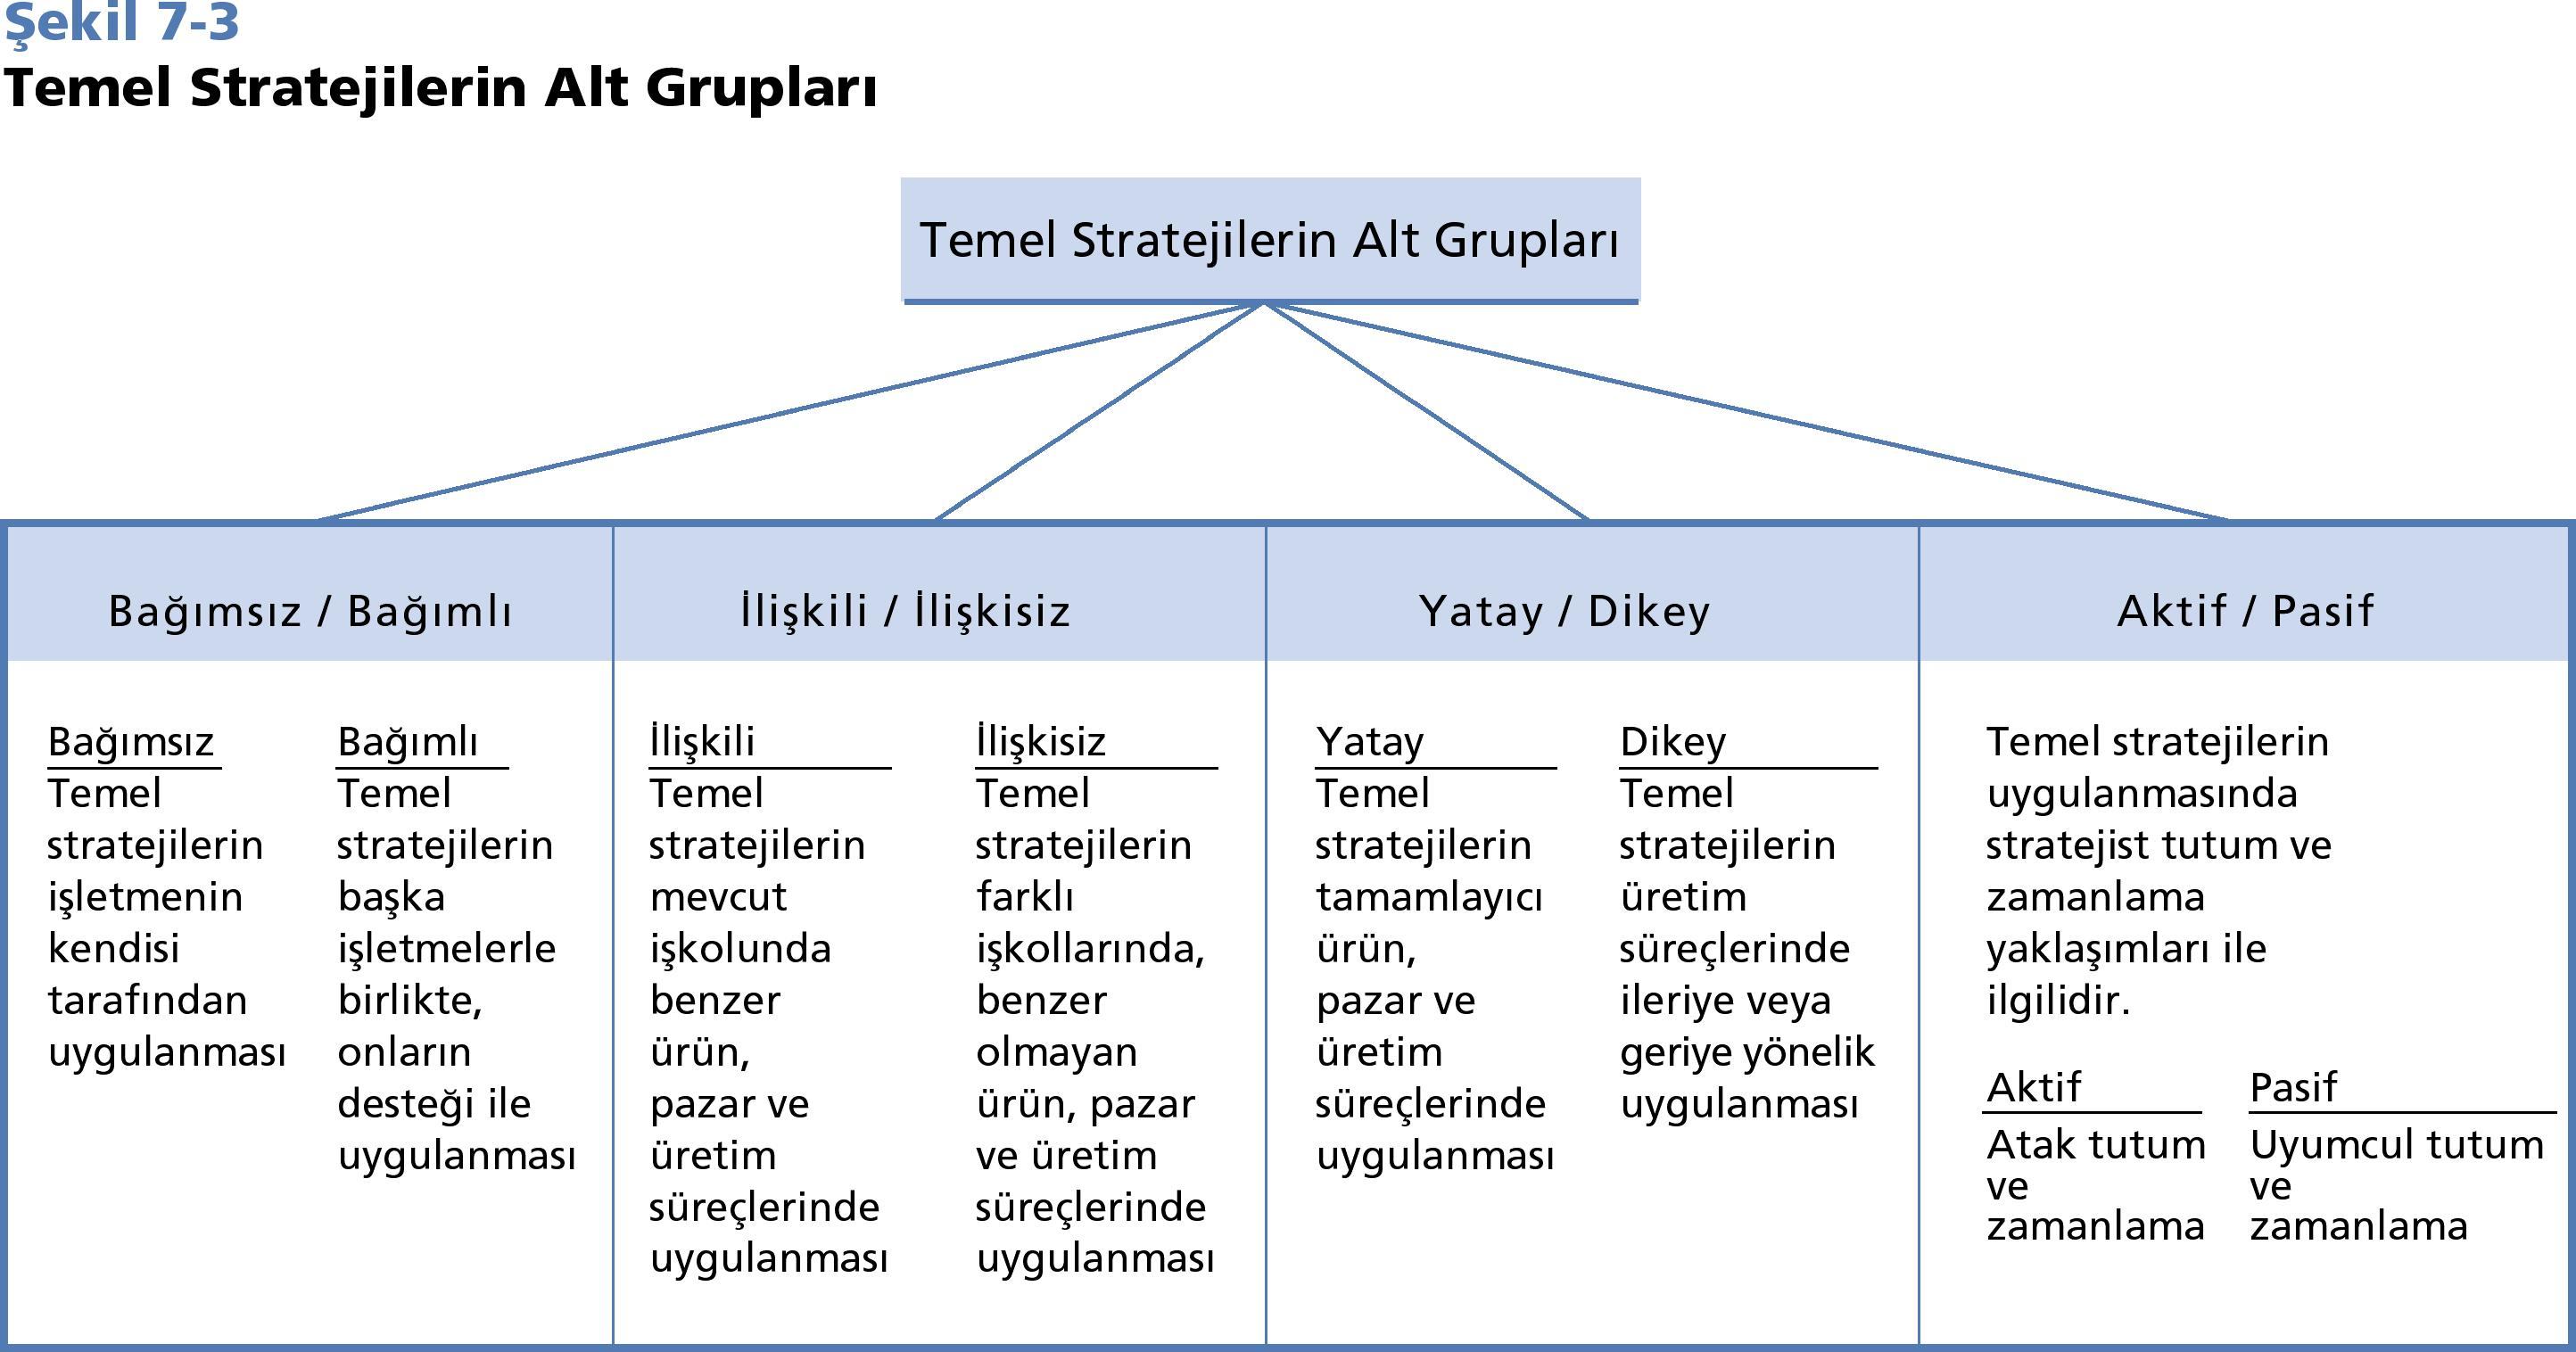 Şekil 7-3
Temel Stratejilerin Alt Grupları
Temel Stratejilerin Alt Grupları
Bağımsız / Bağımlı
Bağımsız
Temel
stratejilerin
işletmenin
kendisi
tarafından
uygulanması
Bağımlı
Temel
stratejilerin
başka
işletmelerle
birlikte,
onların
desteği ile
uygulanması
İlişkili / İlişkisiz
İlişkili
Temel
stratejilerin
mevcut
işkolunda
benzer
ürün,
pazar ve
üretim
süreçlerinde
uygulanması
İlişkisiz
Temel
stratejilerin
farklı
işkollarında,
benzer
olmayan
ürün, pazar
ve üretim
süreçlerinde
uygulanması
Yatay / Dikey
Yatay
Temel
stratejilerin
tamamlayıcı
ürün,
pazar ve
üretim
süreçlerinde
uygulanması
Dikey
Temel
stratejilerin
üretim
süreçlerinde
ileriye veya
geriye yönelik
uygulanması
Aktif / Pasif
Temel stratejilerin
uygulanmasında
stratejist tutum ve
zamanlama
yaklaşımları ile
ilgilidir.
Aktif
Atak tutum
ve
zamanlama
Pasif
Uyumcul tutum
ve
zamanlama